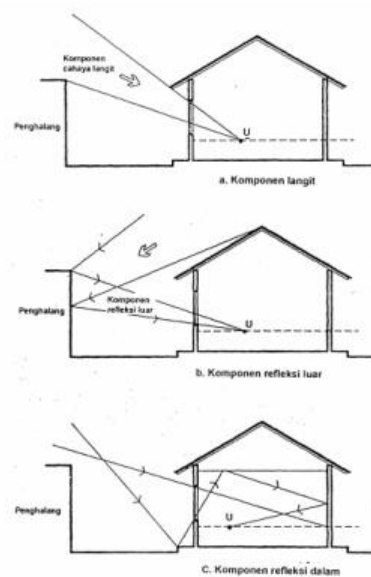 Komponen
cahaya langit
Penghalang
U
a. Komponen langit
Penghalang
Komponen
refleksi luar
U
b. Komponen refleksi luar
Penghalang
U
C. Komponen refleksi dalam